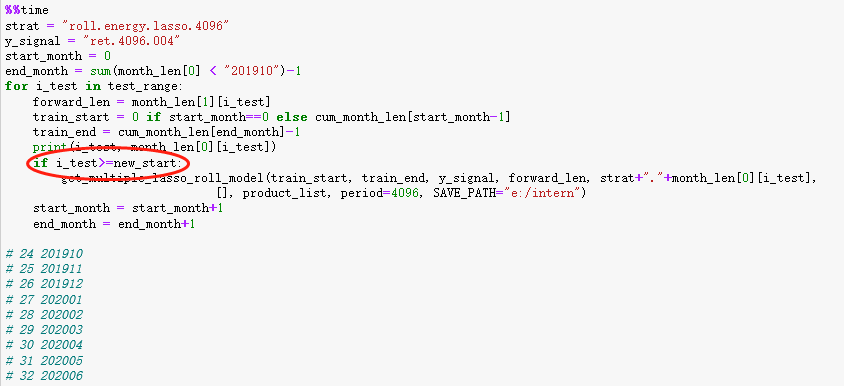 %%time
strat = "roll.energy.lasso.4096"
y_signal = "ret.4096.004"
start_month = 0
end_month = sum(month_len[0] < "201910")-1
for i_test in test_range:
    forward_len = month_len[1][i_test]
    train_start = 0 if start_month==0 else cum_month_len[start_month-1]
    train_end = cum_month_len[end_month]-1
    print(i_test, month_len[0][i_test])
    if i_test>=new_start:
        get_multiple_lasso_roll_model(train_start, train_end, y_signal, forward_len, strat+"."+month_len[0][i_test],
                                      [], product_list, period=4096, SAVE_PATH="e:/intern")
    start_month = start_month+1
    end_month = end_month+1
# 24 201910
# 25 201911
# 26 201912
# 27 202001
# 28 202002
# 29 202003
# 30 202004
# 31 202005
# 32 202006